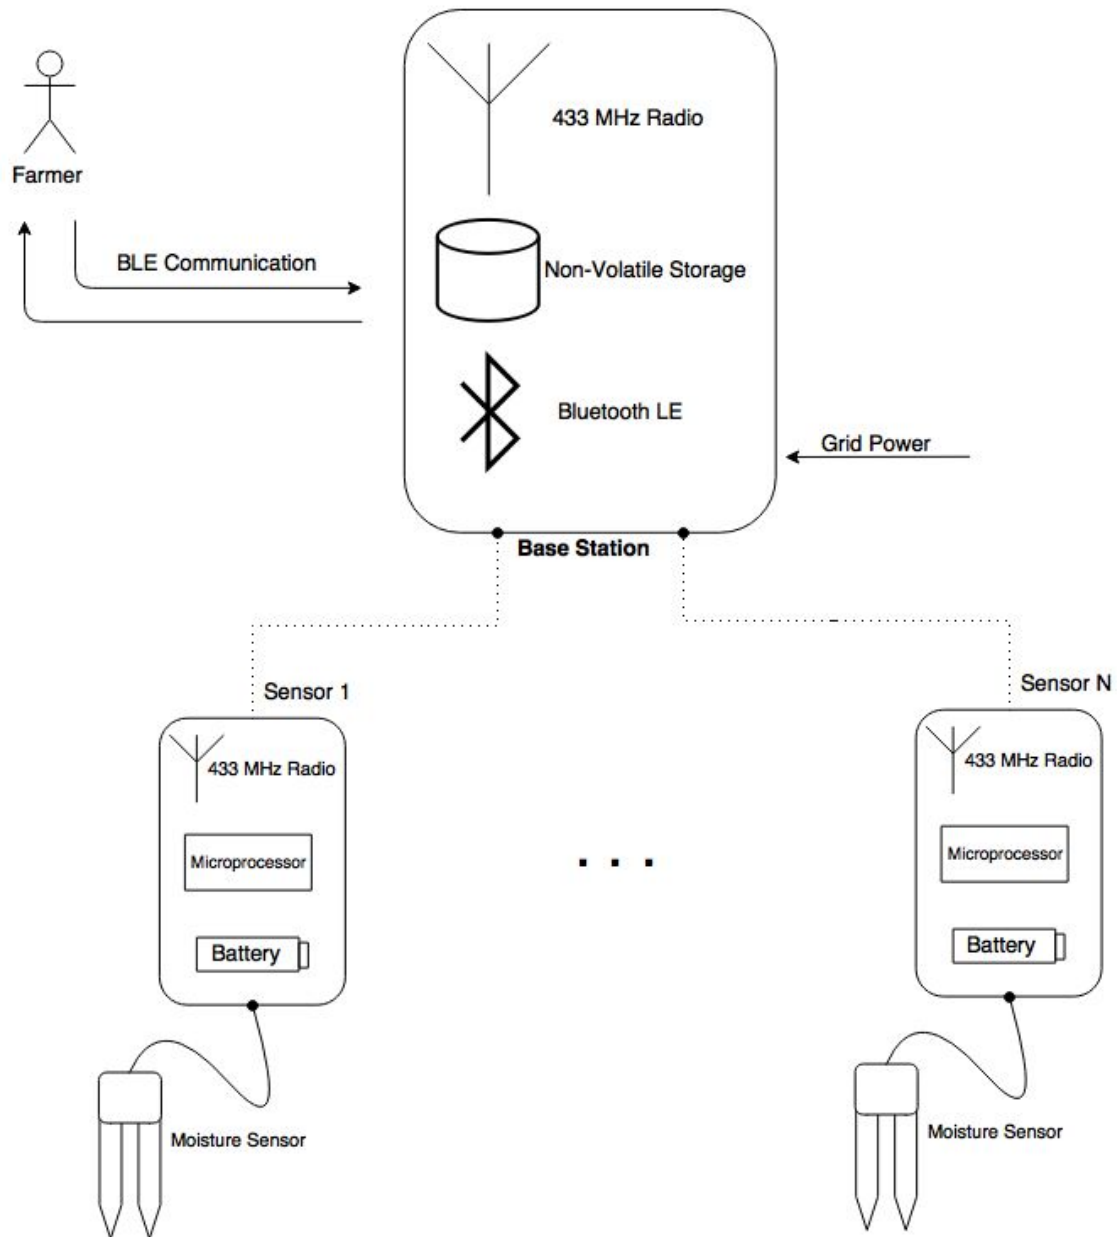 433 MHz Radio
Farmer
BLE Communication
Non-Volatile Storage
Bluetooth LE
Grid Power
Base Station
Sensor 1
Sensor N
433 MHz Radio
433 MHz Radio
Microprocessor
Microprocessor
. . .
Battery
Battery
Moisture Sensor
Moisture Sensor